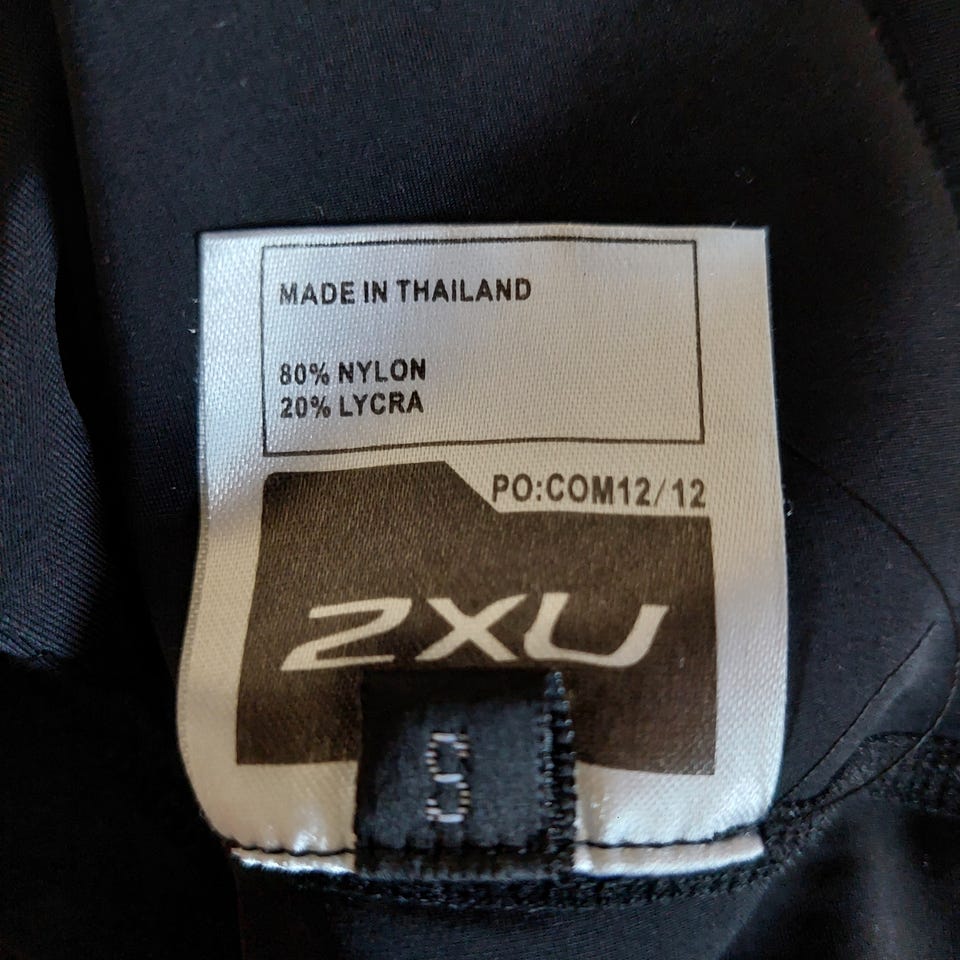 MADE IN THAILAND
80% NYLON
20% LYCRA
PO:COM12/12
2XU